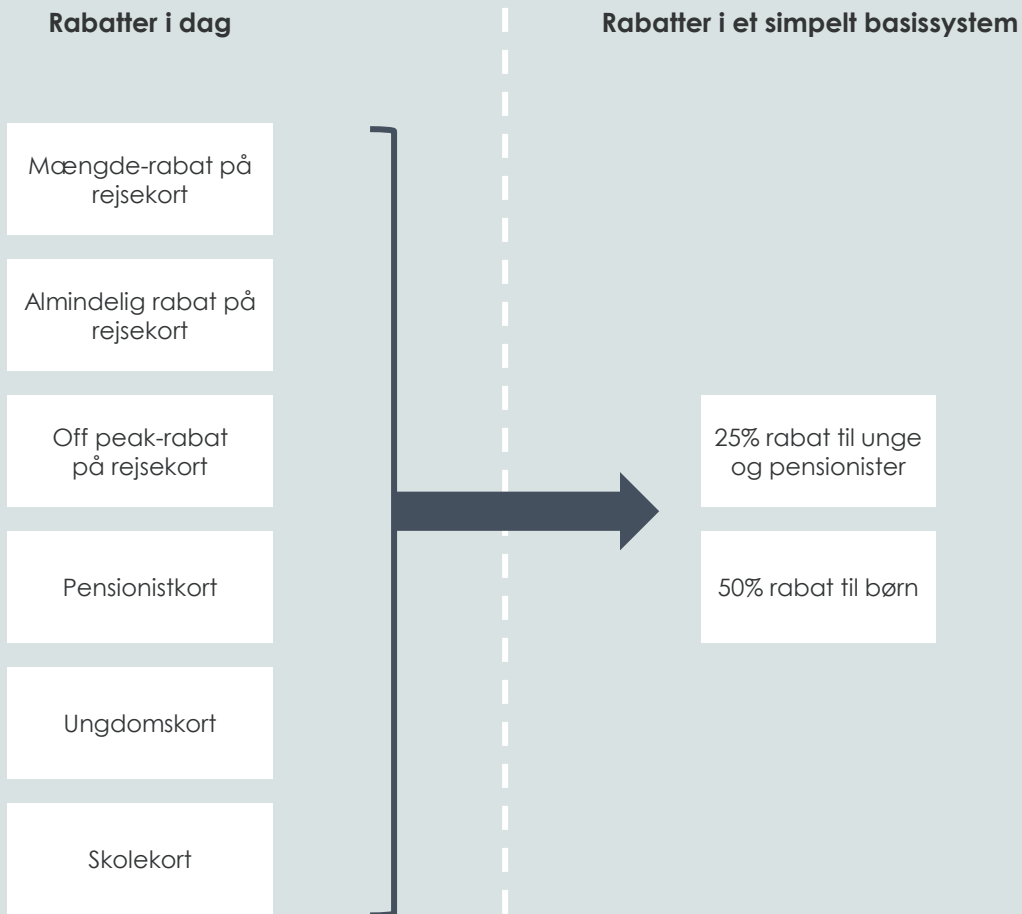 Rabatter i dag
Rabatter i et simpelt basissystem
Mængde-rabat på
rejsekort
Almindelig rabat på
rejsekort
Off peak-rabat
på rejsekort
Pensionistkort
Ungdomskort
Skolekort
25% rabat til unge
og pensionister
50% rabat til børn